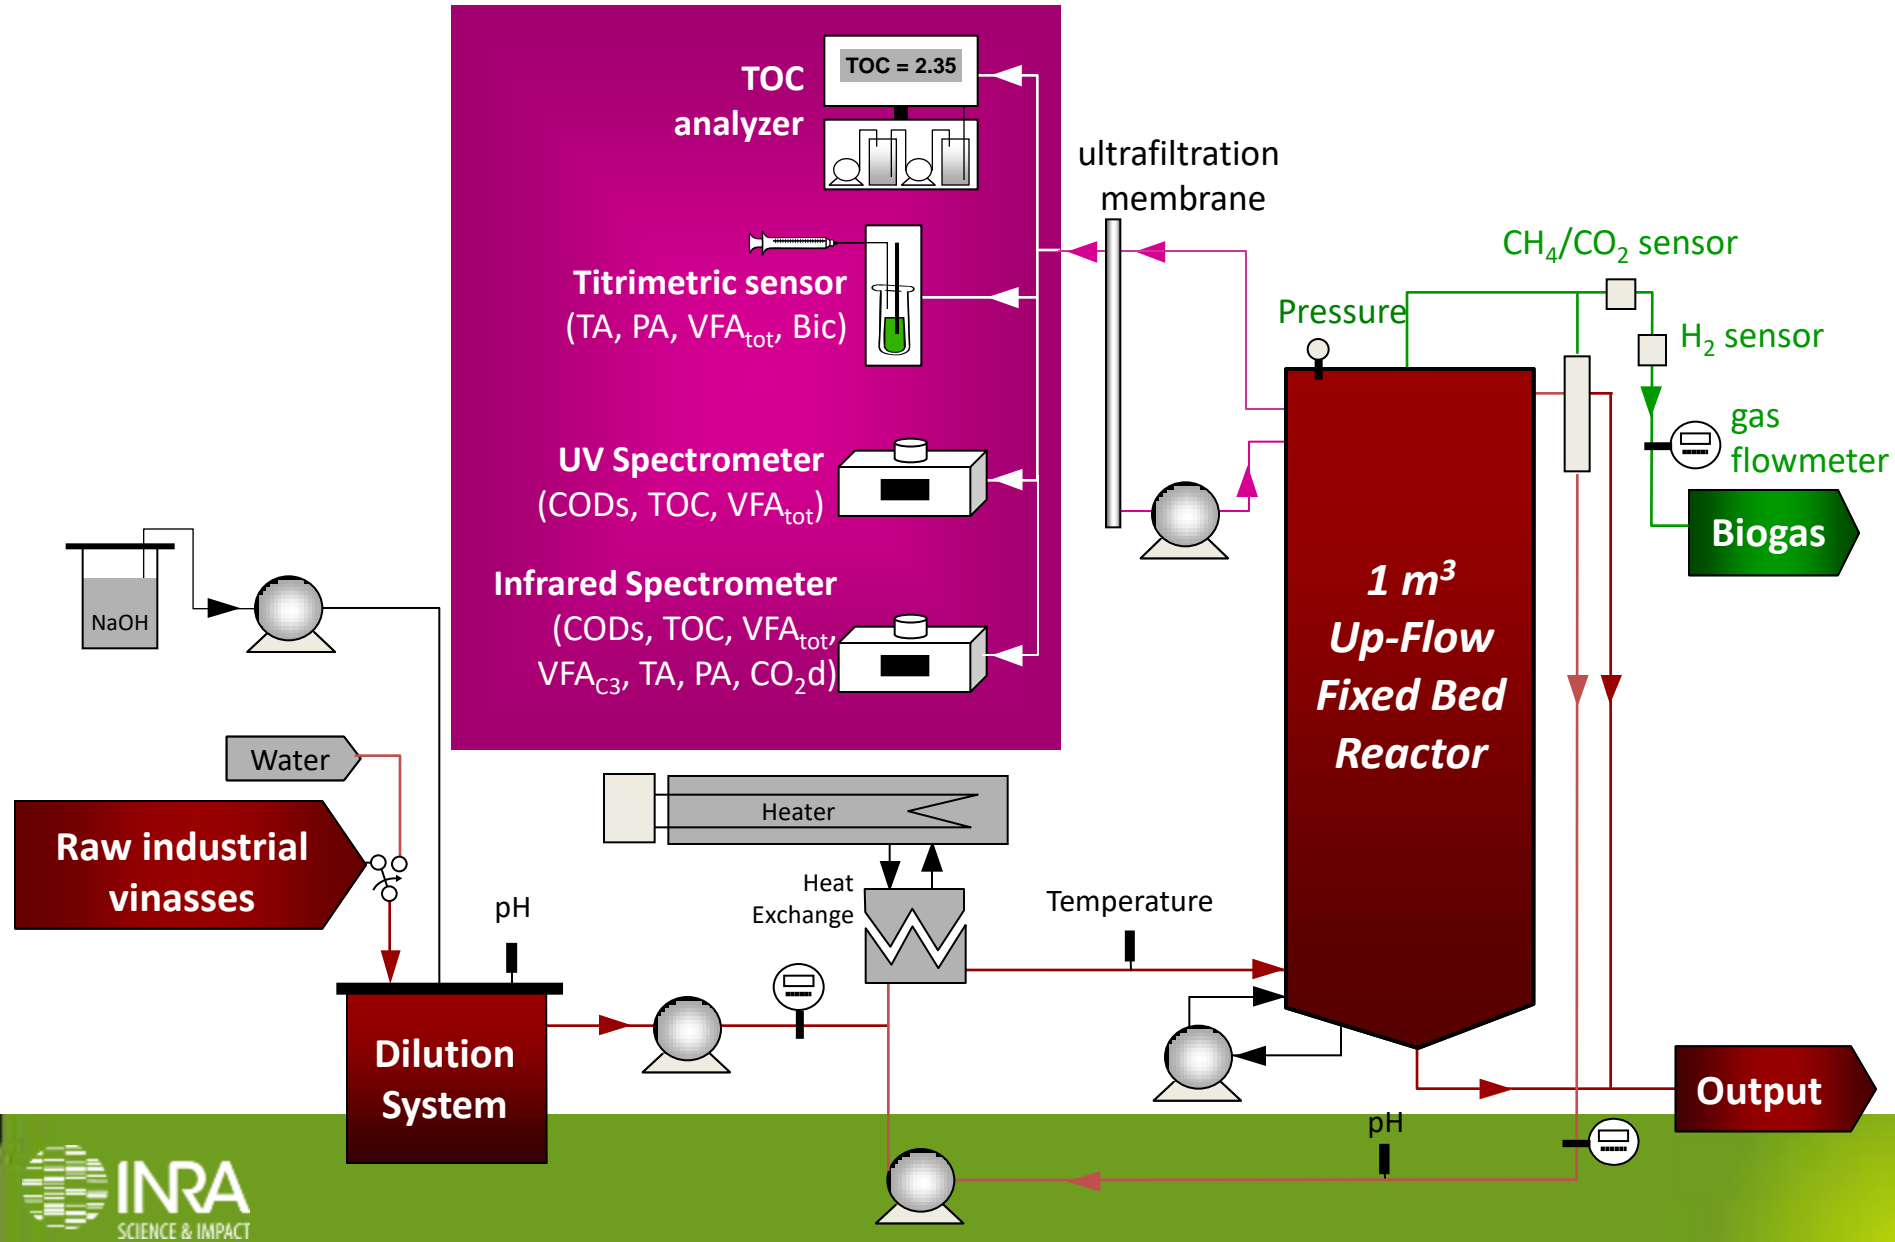 TOC
analyzer
TOC = 2.35
ultrafiltration
membrane
CH₄/CO₂ sensor
Titrimetric sensor
(TA, PA, VFAtot, Bic)
Pressure
H₂ sensor
gas
flowmeter
UV Spectrometer
(CODs, TOC, VFAtot)
Biogas
Infrared Spectrometer
(CODs, TOC, VFAtot,
VFAC3, TA, PA, CO₂d)
1 m³
Up-Flow
Fixed Bed
Reactor
NaOH
Water
Raw industrial
vinasses
Heater
Heat
Exchange
pH
Temperature
Dilution
System
Output
pH
INRA
SCIENCE & IMPACT